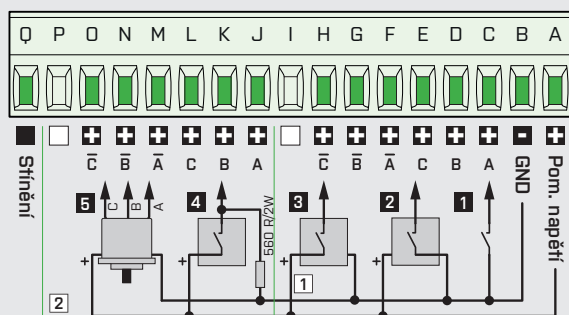 Q P O N M L K J I H G F E D C B A
C̅ B̅ A̅ C B A C̅ B̅ A̅ C B A
Stínění
GND
Pom. napětí
5 C B A 4 3 2 1
560 R/2W
+ + + +
1
2